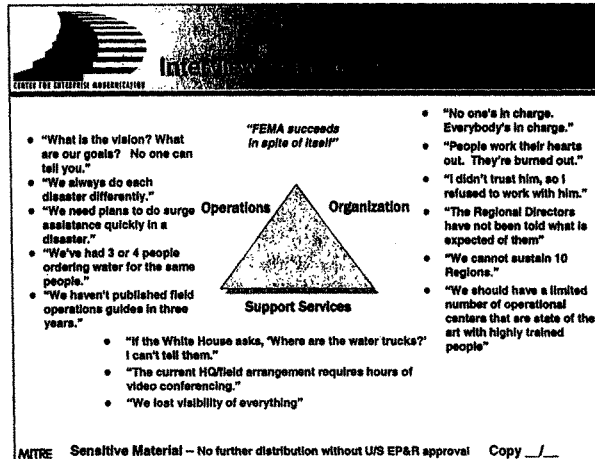 CENTER FOR ENTERPRISE MODERNIZATION
Interview
"FEMA succeeds
in spite of itself"
● "What is the vision? What
are our goals? No one can
tell you."
● "We always do each
disaster differently."
● "We need plans to do surge
assistance quickly in a
disaster."
● "We've had 3 or 4 people
ordering water for the same
people."
● "We haven't published field
operations guides in three
years."
Operations
Organization
Support Services
● "No one's in charge.
Everybody's in charge."
● "People work their hearts
out. They're burned out."
● "I didn't trust him, so I
refused to work with him."
● "The Regional Directors
have not been told what is
expected of them"
● "We cannot sustain 10
Regions."
● "We should have a limited
number of operational
centers that are state of the
art with highly trained
people"
● "If the White House asks, 'Where are the water trucks?'
I can't tell them."
● "The current HQ/field arrangement requires hours of
video conferencing."
● "We lost visibility of everything"
MITRE Sensitive Material -- No further distribution without U/S EP&R approval Copy __/__